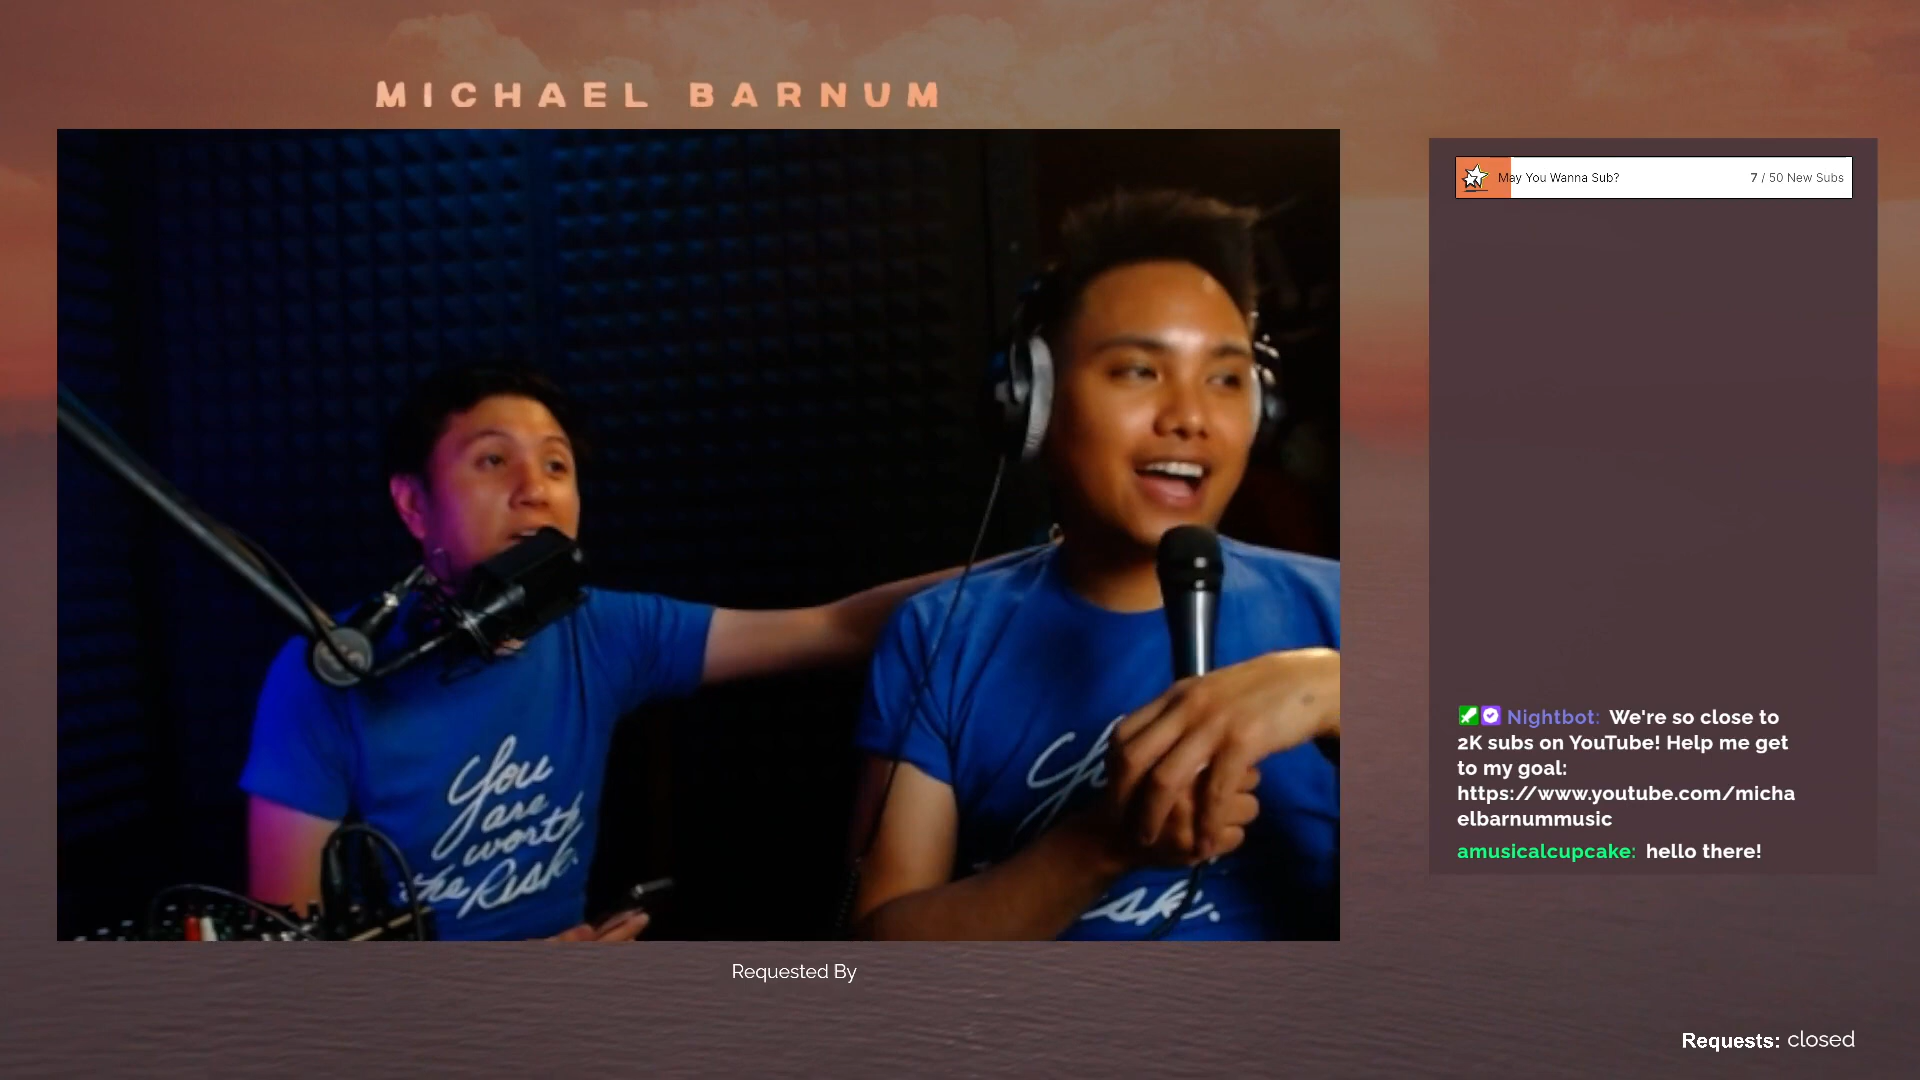 MICHAEL BARNUM
May You Wanna Sub?
7 / 50 New Subs
You
are
worth
the Risk.
Nightbot: We're so close to
2K subs on YouTube! Help me get
to my goal:
https://www.youtube.com/micha
elbarnummusic
amusicalcupcake: hello there!
Requested By
Requests: closed